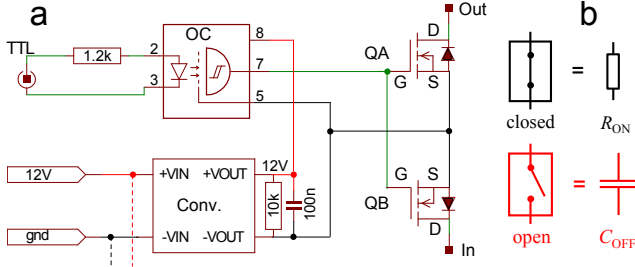 a
b
TTL
1.2k
2
3
OC
8
7
5
Out
D
QA
G
S
closed
=
R_ON
12V
gnd
+VIN
+VOUT
Conv.
-VIN
-VOUT
12V
10k
100n
G
S
QB
D
In
open
=
C_OFF